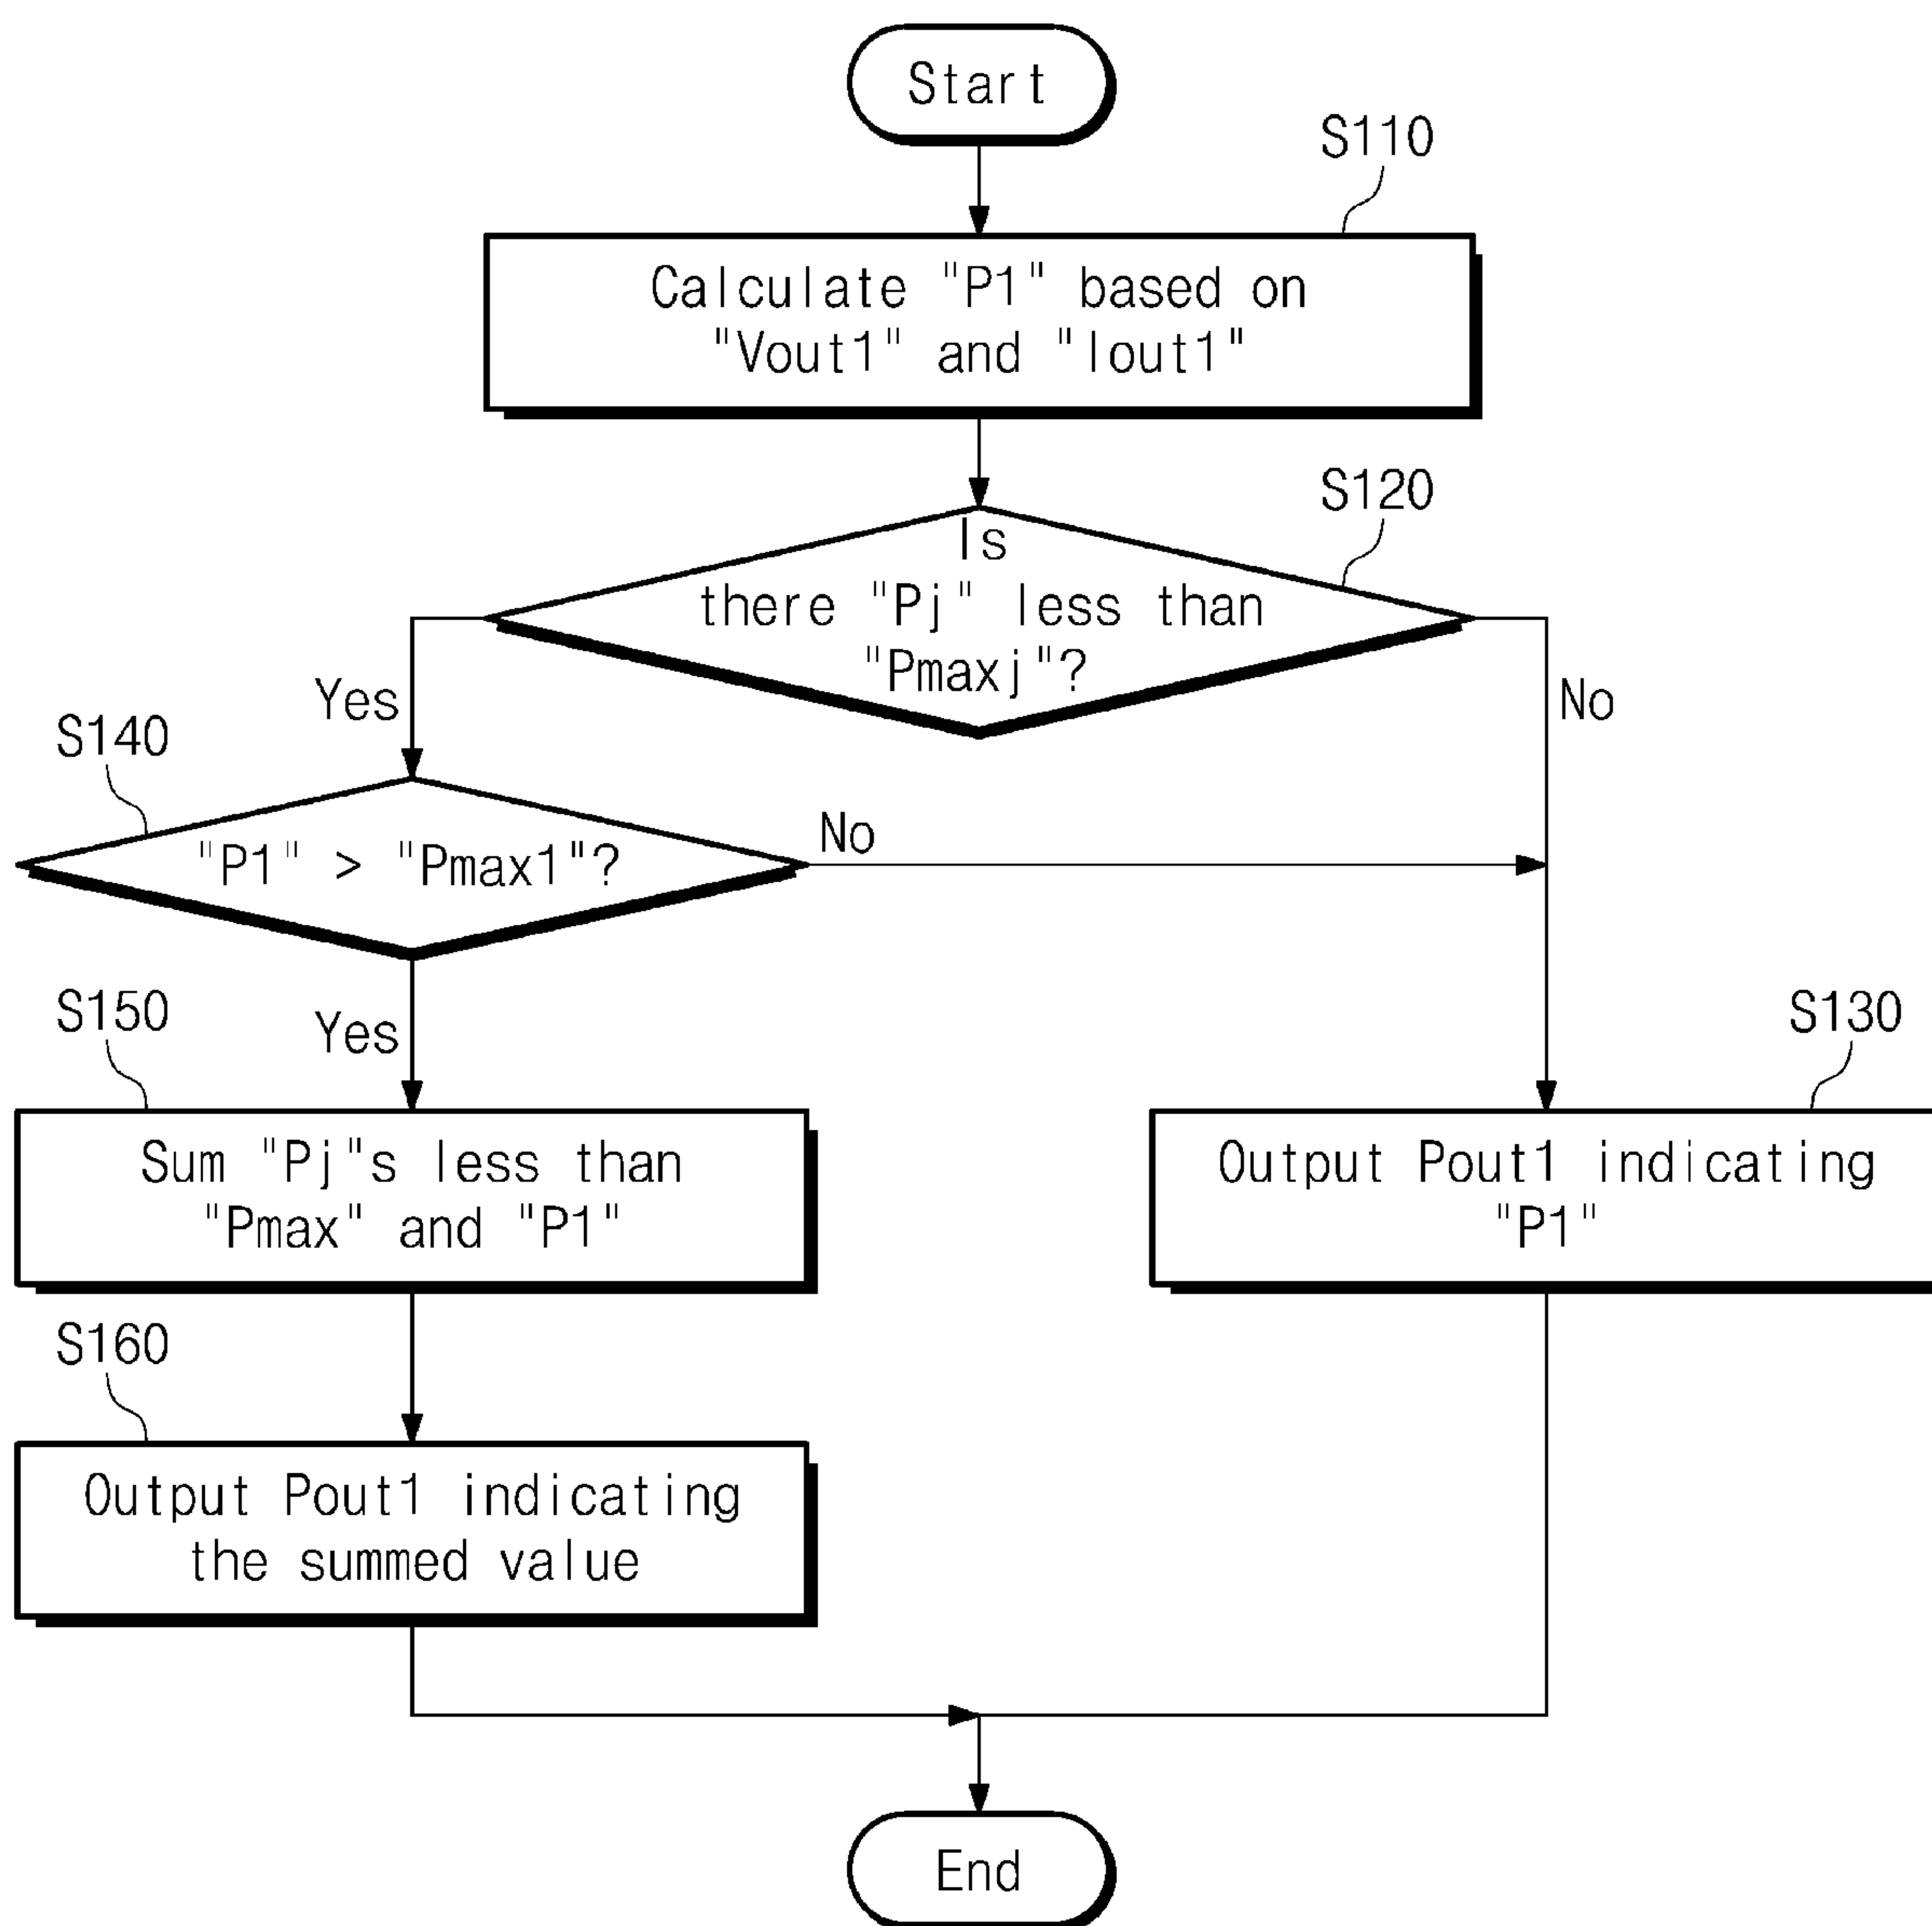 Start
S110
Calculate "P1" based on
"Vout1" and "Iout1"
S120
Is
there "Pj" less than
"Pmaxj"?
Yes
No
S140
"P1" > "Pmax1"?
No
Yes
S150
Sum "Pj"s less than
"Pmax" and "P1"
S130
Output Pout1 indicating
"P1"
S160
Output Pout1 indicating
the summed value
End